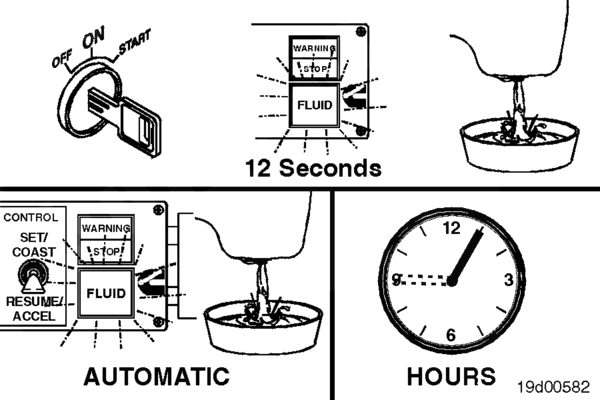 OFF
ON
START
WARNING
STOP
FLUID
12 Seconds
CONTROL
SET/
COAST
RESUME/
ACCEL
WARNING
STOP
FLUID
AUTOMATIC
12
9
3
6
HOURS
19d00582